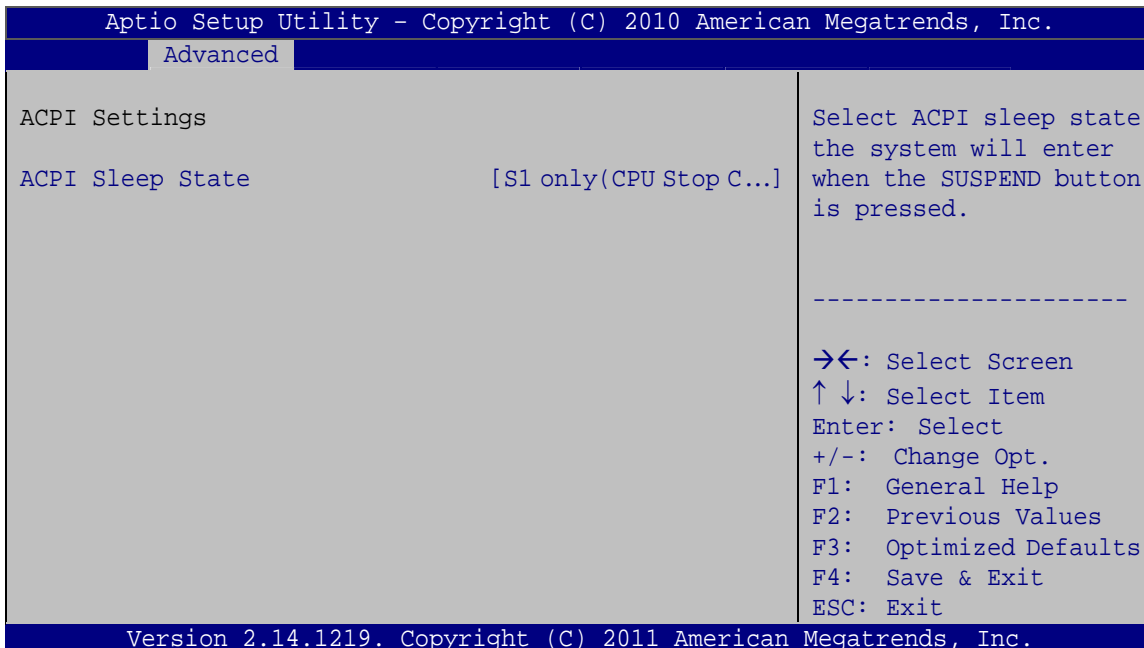 Aptio Setup Utility – Copyright (C) 2010 American Megatrends, Inc.
Advanced
ACPI Settings
ACPI Sleep State [S1 only(CPU Stop C...]
Select ACPI sleep state
the system will enter
when the SUSPEND button
is pressed.
----------------------
→←: Select Screen
↑ ↓: Select Item
Enter: Select
+/-: Change Opt.
F1: General Help
F2: Previous Values
F3: Optimized Defaults
F4: Save & Exit
ESC: Exit
Version 2.14.1219. Copyright (C) 2011 American Megatrends, Inc.